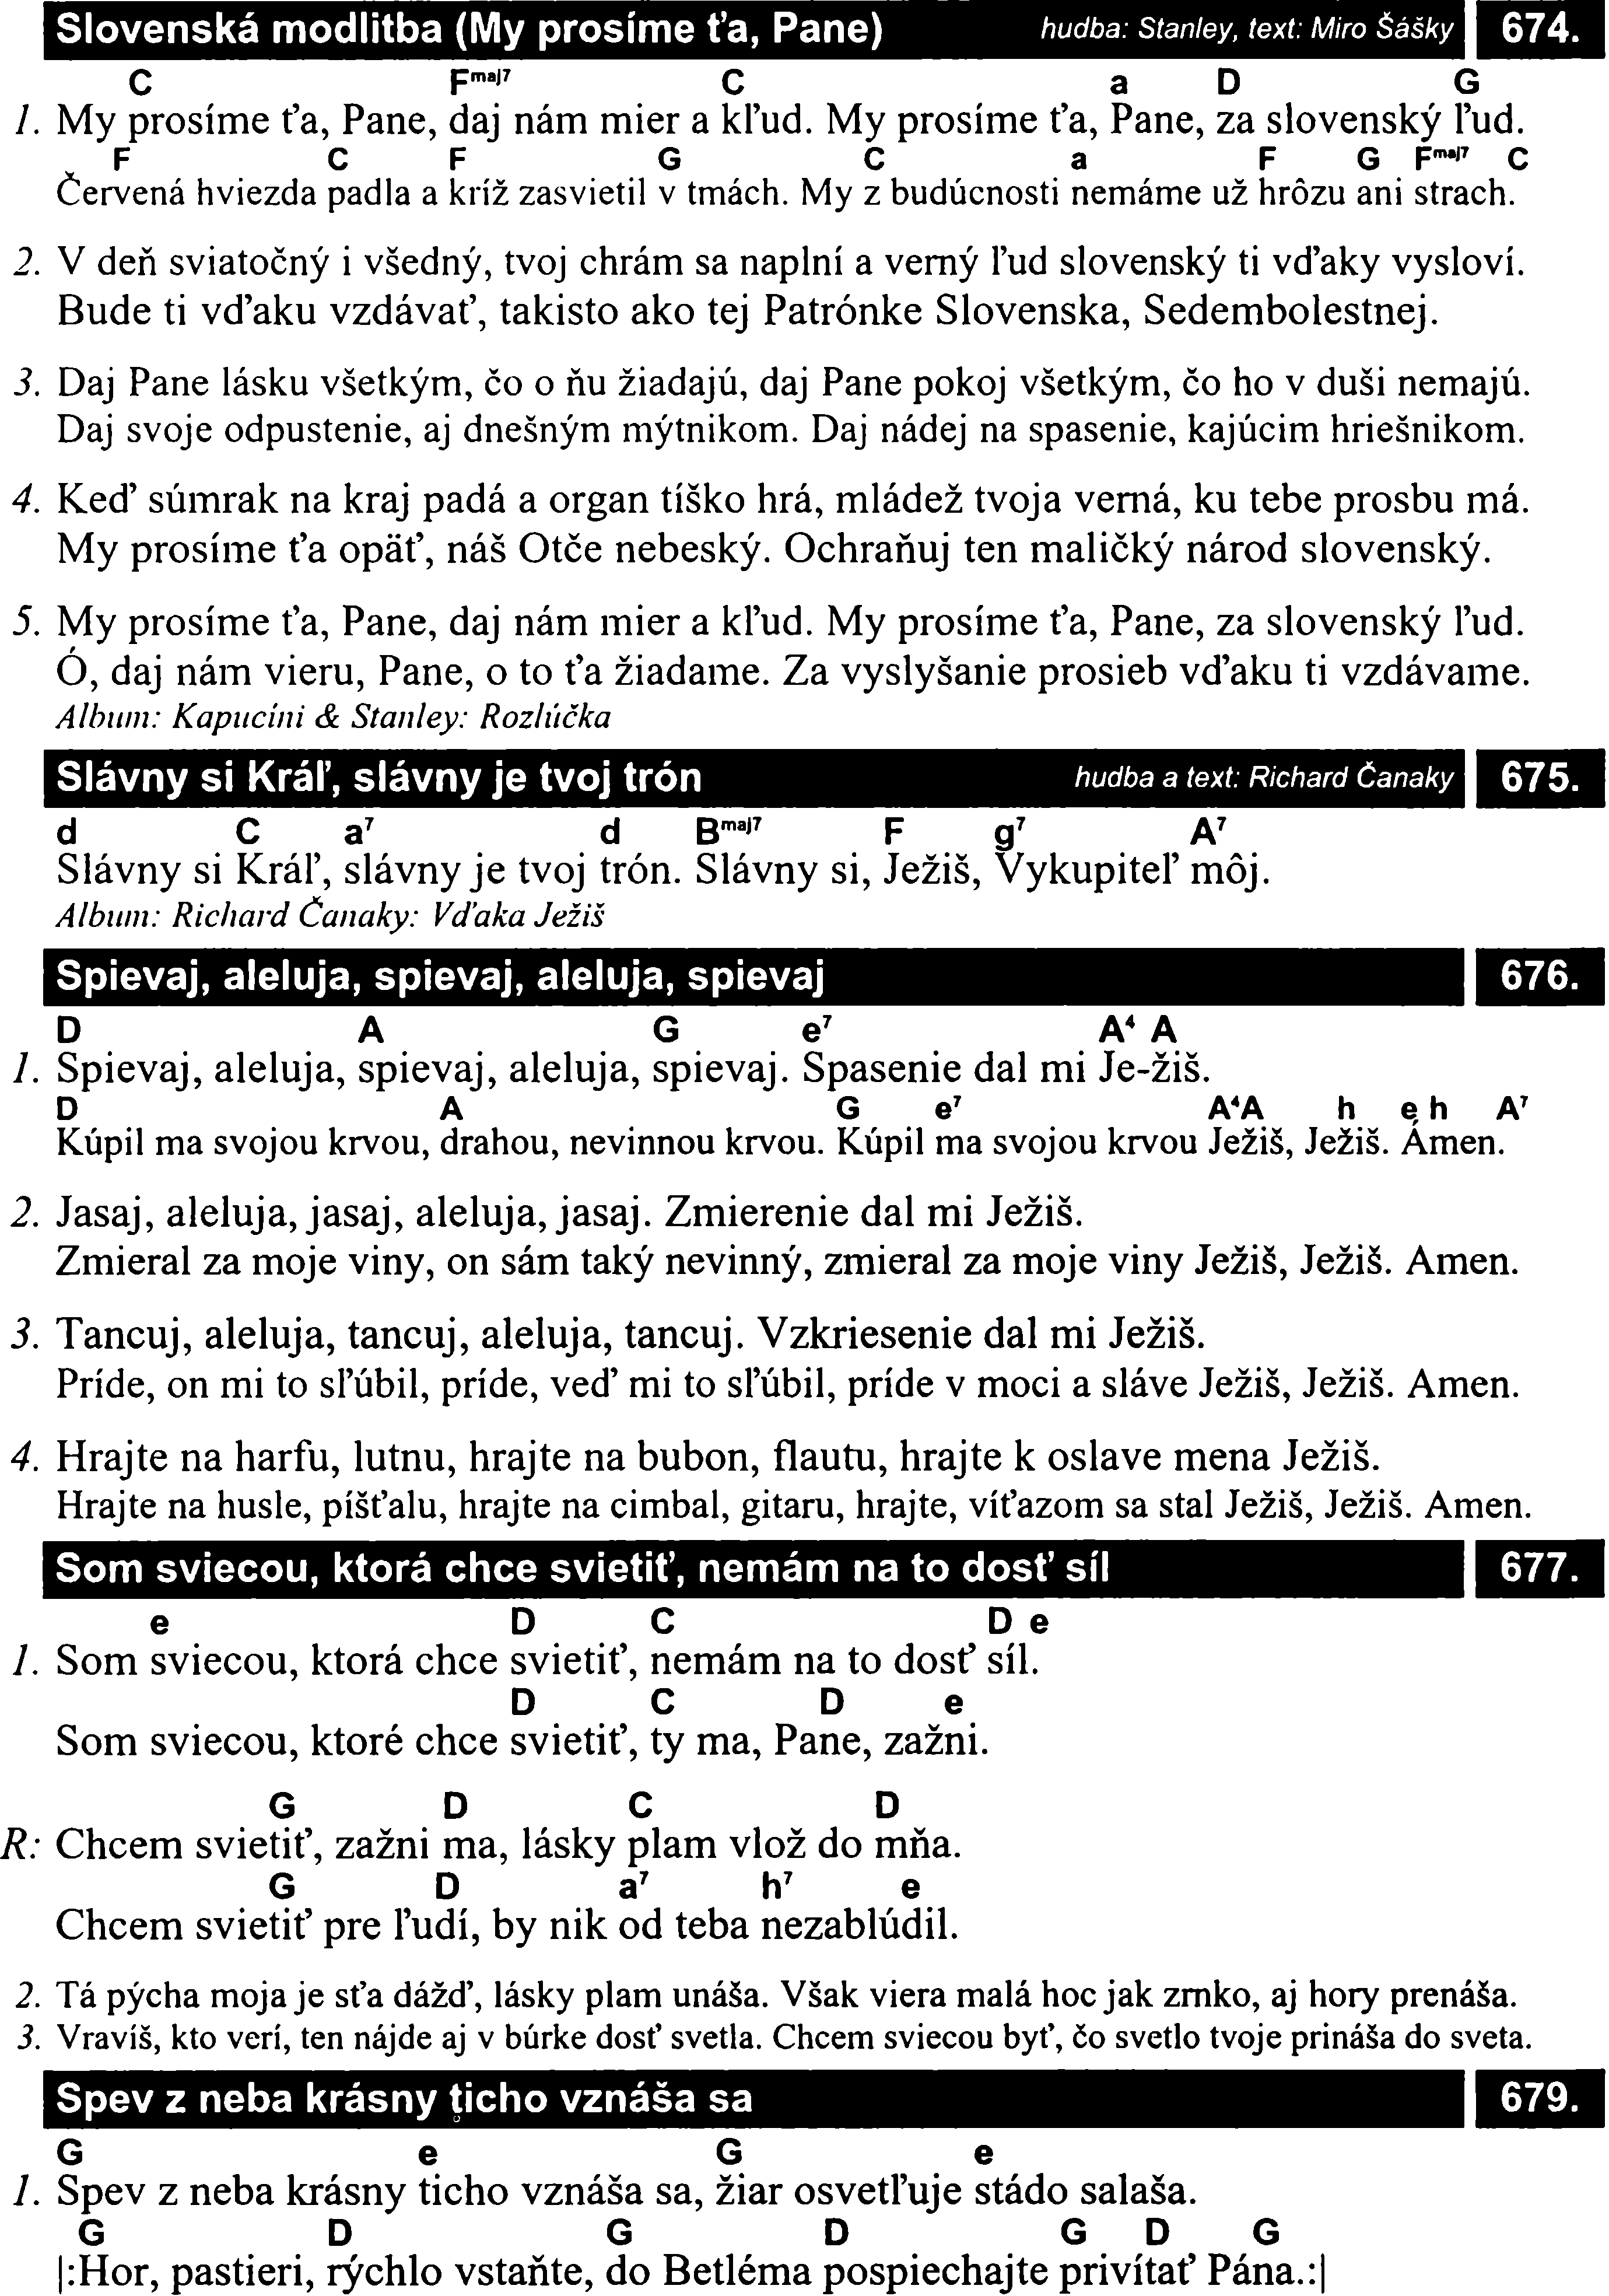 Slovenská modlitba (My prosíme ťa, Pane) hudba: Stanley, text: Miro Šášky 674.
C Fmaj7 C a D G
1. My prosíme ťa, Pane, daj nám mier a kľud. My prosíme ťa, Pane, za slovenský ľud.
F C F G C a F G Fmaj7 C
Červená hviezda padla a kríž zasvietil v tmách. My z budúcnosti nemáme už hrôzu ani strach.
2. V deň sviatočný i všedný, tvoj chrám sa naplní a verný ľud slovenský ti vďaky vysloví.
Bude ti vďaku vzdávať, takisto ako tej Patrónke Slovenska, Sedembolestnej.
3. Daj Pane lásku všetkým, čo o ňu žiadajú, daj Pane pokoj všetkým, čo ho v duši nemajú.
Daj svoje odpustenie, aj dnešným mýtnikom. Daj nádej na spasenie, kajúcim hriešnikom.
4. Keď súmrak na kraj padá a organ tíško hrá, mládež tvoja verná, ku tebe prosbu má.
My prosíme ťa opäť, náš Otče nebeský. Ochraňuj ten maličký národ slovenský.
5. My prosíme ťa, Pane, daj nám mier a kľud. My prosíme ťa, Pane, za slovenský ľud.
Ó, daj nám vieru, Pane, o to ťa žiadame. Za vyslyšanie prosieb vďaku ti vzdávame.
Album: Kapucíni & Stanley: Rozlúčka
Slávny si Kráľ, slávny je tvoj trón hudba a text: Richard Čanaky 675.
d C a7 d Bmaj7 F g7 A7
Slávny si Kráľ, slávny je tvoj trón. Slávny si, Ježiš, Vykupiteľ môj.
Album: Richard Čanaky: Vďaka Ježiš
Spievaj, aleluja, spievaj, aleluja, spievaj 676.
D A G e7 A4 A
1. Spievaj, aleluja, spievaj, aleluja, spievaj. Spasenie dal mi Je-žiš.
D A G e7 A4A h e h A7
Kúpil ma svojou krvou, drahou, nevinnou krvou. Kúpil ma svojou krvou Ježiš, Ježiš. Ámen.
2. Jasaj, aleluja, jasaj, aleluja, jasaj. Zmierenie dal mi Ježiš.
Zmieral za moje viny, on sám taký nevinný, zmieral za moje viny Ježiš, Ježiš. Amen.
3. Tancuj, aleluja, tancuj, aleluja, tancuj. Vzkriesenie dal mi Ježiš.
Príde, on mi to sľúbil, príde, veď mi to sľúbil, príde v moci a sláve Ježiš, Ježiš. Amen.
4. Hrajte na harfu, lutnu, hrajte na bubon, flautu, hrajte k oslave mena Ježiš.
Hrajte na husle, píšťalu, hrajte na cimbal, gitaru, hrajte, víťazom sa stal Ježiš, Ježiš. Amen.
Som sviecou, ktorá chce svietiť, nemám na to dosť síl 677.
e D C D e
1. Som sviecou, ktorá chce svietiť, nemám na to dosť síl.
D C D e
Som sviecou, ktoré chce svietiť, ty ma, Pane, zažni.
G D C D
R: Chcem svietiť, zažni ma, lásky plam vlož do mňa.
G D a7 h7 e
Chcem svietiť pre ľudí, by nik od teba nezablúdil.
2. Tá pýcha moja je sťa dážď, lásky plam unáša. Však viera malá hoc jak zrnko, aj hory prenáša.
3. Vravíš, kto verí, ten nájde aj v búrke dosť svetla. Chcem sviecou byť, čo svetlo tvoje prináša do sveta.
Spev z neba krásny ticho vznáša sa 679.
G e G e
1. Spev z neba krásny ticho vznáša sa, žiar osvetľuje stádo salaša.
G D G D G D G
|:Hor, pastieri, rýchlo vstaňte, do Betléma pospiechajte privítať Pána.:|